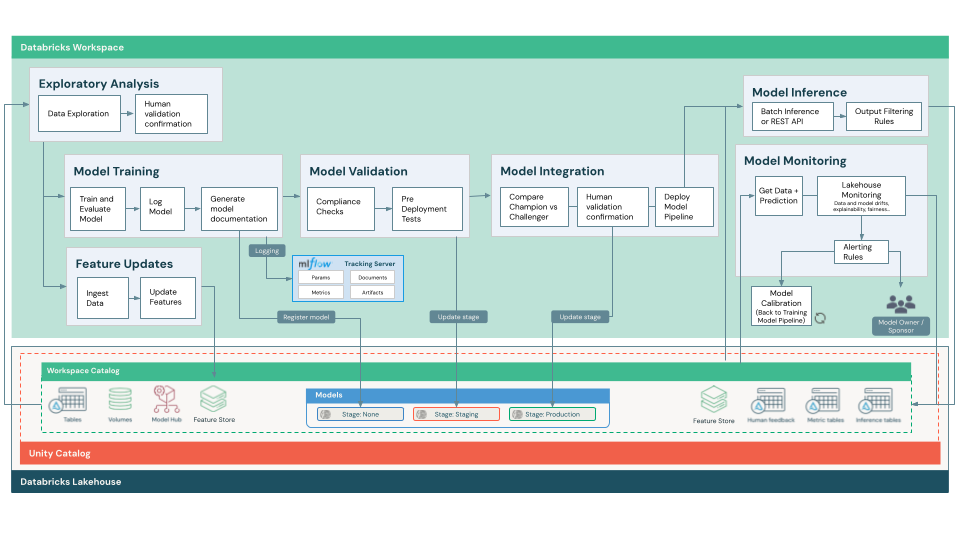 Databricks Workspace
Exploratory Analysis
Data Exploration
Human
validation
confirmation
Model Training
Train and
Evaluate
Model
Log
Model
Generate
model
documentation
Model Validation
Compliance
Checks
Pre
Deployment
Tests
Model Integration
Compare
Champion vs
Challenger
Human
validation
confirmation
Deploy
Model
Pipeline
Model Inference
Batch Inference
or REST API
Output Filtering
Rules
Model Monitoring
Get Data +
Prediction
Lakehouse
Monitoring
Data and model drifts,
explainability, fairness..
Alerting
Rules
Model
Calibration
(Back to Training
Model Pipeline)
Model Owner /
Sponsor
Feature Updates
Ingest
Data
Update
Features
Logging
mlflow
Tracking Server
Params
Documents
Metrics
Artifacts
Register model
Update stage
Update stage
Workspace Catalog
Tables
Volumes
Model Hub
Feature Store
Models
Stage: None
Stage: Staging
Stage: Production
Feature Store
Human feedback
Metric tables
Inference tables
Unity Catalog
Databricks Lakehouse